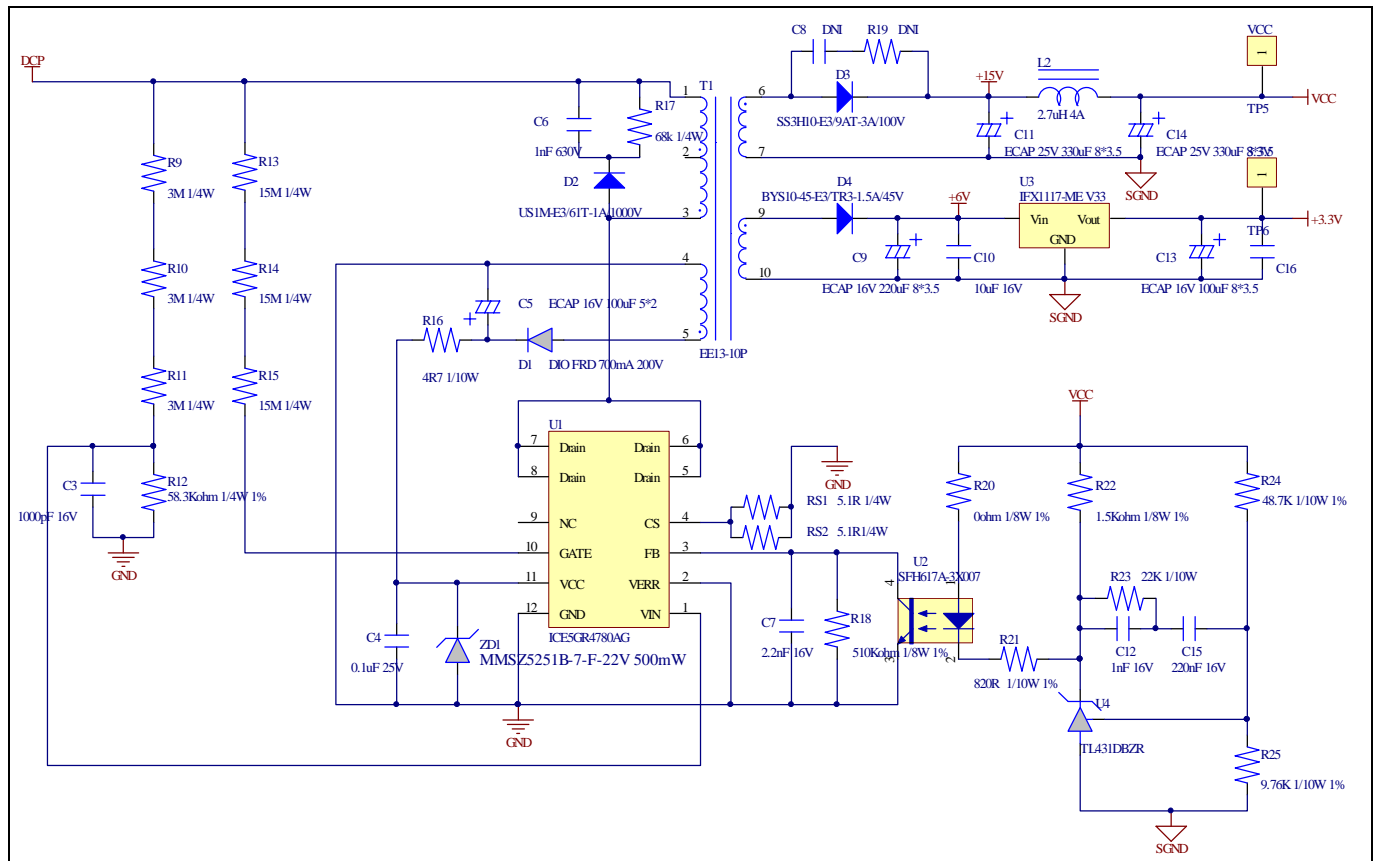 C8 DNI R19 DNI
VCC
1
DCP
T1
D3
+15V
L2
1
6
R17
C6
68k 1/4W
SS3H10-E3/9AT-3A/100V
2.7uH 4A
TP5
VCC
C11
C14
1nF 630V
2
7
ECAP 25V 330uF 8*3.5
ECAP 25V 330uF 8*3.5
R9
R13
3M 1/4W
15M 1/4W
D2
SGND
1
D4
U3
BYS10-45-E3/TR3-1.5A/45V
IFX1117-ME V33
US1M-E3/61T-1A/1000V
3
9
+6V
Vin Vout
GND
TP6
+3.3V
4
10
C9
C10
C13
C16
R10
R14
3M 1/4W
15M 1/4W
ECAP 16V 220uF 8*3.5
10uF 16V
ECAP 16V 100uF 8*3.5
C5 ECAP 16V 100uF 5*2
SGND
R16
5
EE13-10P
D1 DIO FRD 700mA 200V
4R7 1/10W
R11
R15
3M 1/4W
15M 1/4W
VCC
U1
7 Drain Drain 6
8 Drain Drain 5
9 NC CS 4
10 GATE FB 3
11 VCC VERR 2
12 GND VIN 1
ICE5GR4780AG
GND
RS1 5.1R 1/4W
RS2 5.1R1/4W
C3
R12
58.3Kohm 1/4W 1%
1000pF 16V
GND
R20
0ohm 1/8W 1%
R22
1.5Kohm 1/8W 1%
R24
48.7K 1/10W 1%
U2
SFH617A-3X007
4
1
3
2
R23 22K 1/10W
C4
0.1uF 25V
ZD1
MMSZ5251B-7-F-22V 500mW
C7
2.2nF 16V
R18
510Kohm 1/8W 1%
R21
820R 1/10W 1%
C12
1nF 16V
C15
220nF 16V
GND
U4
TL431DBZR
R25
9.76K 1/10W 1%
SGND